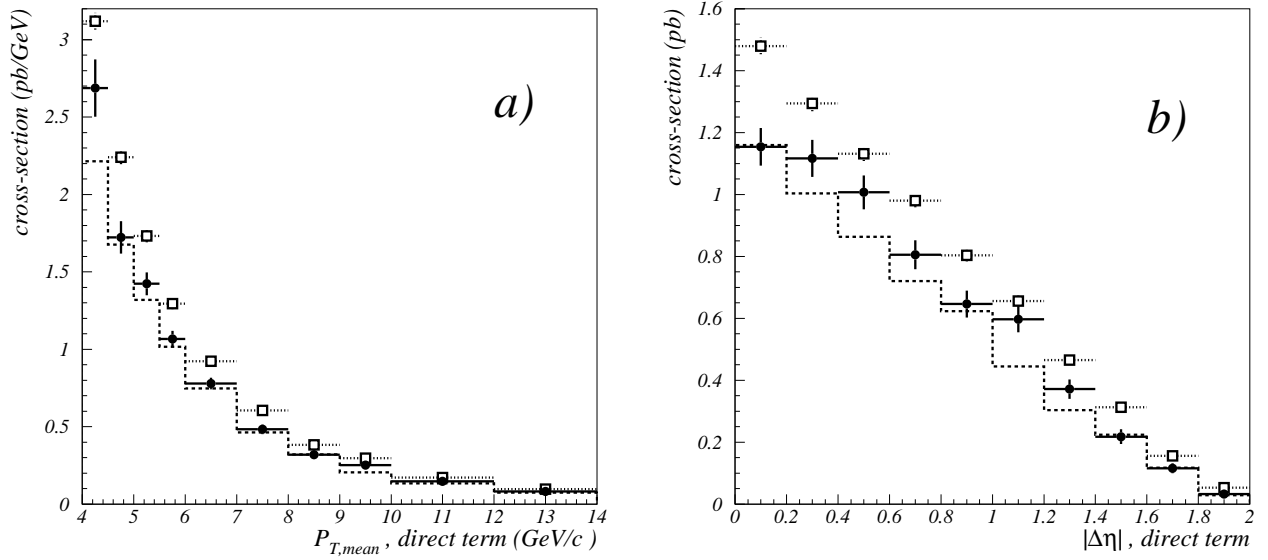 cross-section (pb/GeV)
3
2.5
2
1.5
1
0.5
0
a)
4 5 6 7 8 9 10 11 12 13 14
P_{T,mean} , direct term (GeV/c )
cross-section (pb)
1.6
1.4
1.2
1
0.8
0.6
0.4
0.2
0
b)
0 0.2 0.4 0.6 0.8 1 1.2 1.4 1.6 1.8 2
|Δη| , direct term